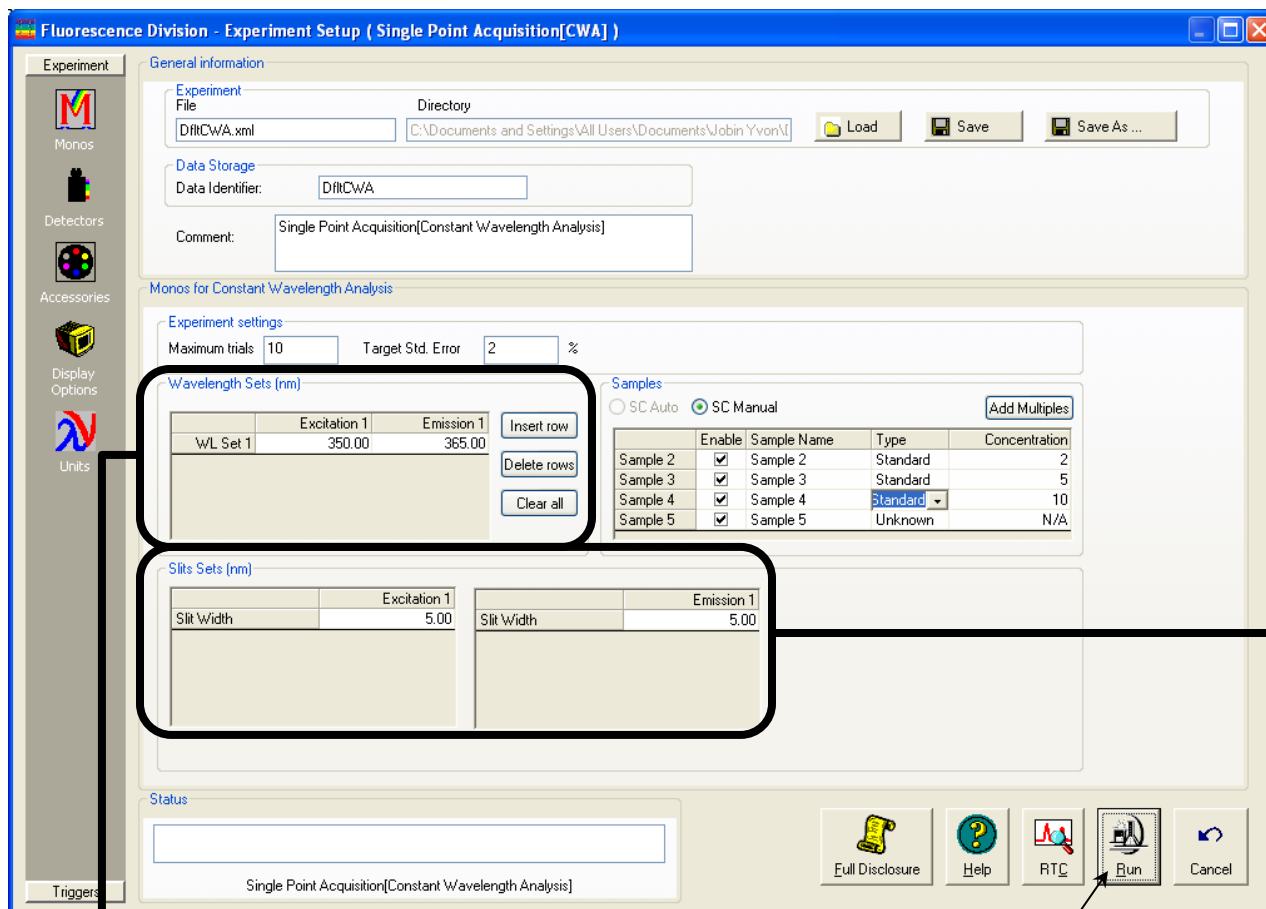 Fluorescence Division - Experiment Setup ( Single Point Acquisition[CWA] )
Experiment
Monos
Detectors
Accessories
Display
Options
Units
Triggers
General information
Experiment
File Directory
DfltCWA.xml C:\Documents and Settings\All Users\Documents\Jobin Yvon\ Load Save Save As ...
Data Storage
Data Identifier: DfltCWA
Comment: Single Point Acquisition[Constant Wavelength Analysis]
Monos for Constant Wavelength Analysis
Experiment settings
Maximum trials 10 Target Std. Error 2 %
Wavelength Sets (nm)
Excitation 1 Emission 1
WL Set 1 350.00 365.00
Insert row
Delete rows
Clear all
Samples
SC Auto SC Manual Add Multiples
Enable Sample Name Type Concentration
Sample 2 Sample 2 Standard 2
Sample 3 Sample 3 Standard 5
Sample 4 Sample 4 Standard 10
Sample 5 Sample 5 Unknown N/A
Slits Sets (nm)
Excitation 1
Slit Width 5.00
Emission 1
Slit Width 5.00
Status
Single Point Acquisition[Constant Wavelength Analysis]
Full Disclosure Help RTC Run Cancel